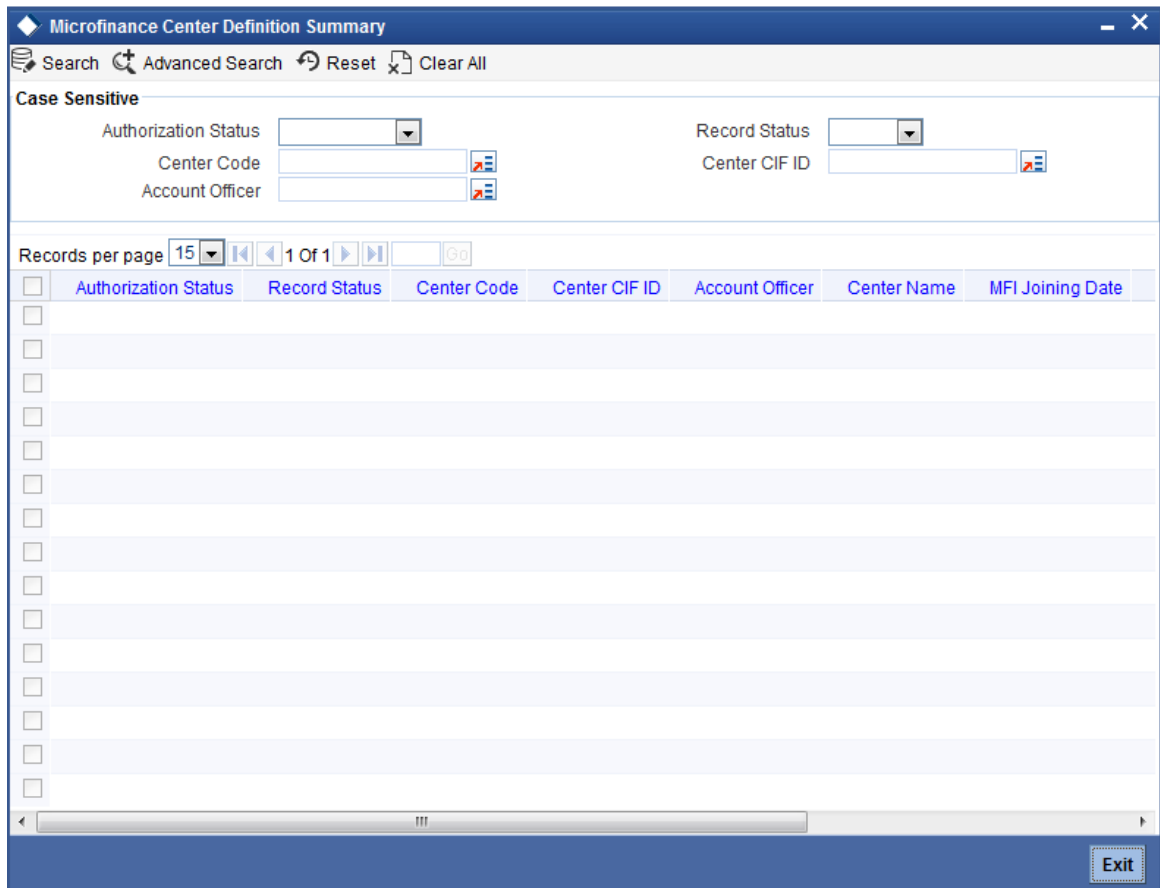 Microfinance Center Definition Summary
Search Advanced Search Reset Clear All
Case Sensitive
Authorization Status Record Status
Center Code Center CIF ID
Account Officer
Records per page 15 1 Of 1 Go
Authorization Status Record Status Center Code Center CIF ID Account Officer Center Name MFI Joining Date
Exit